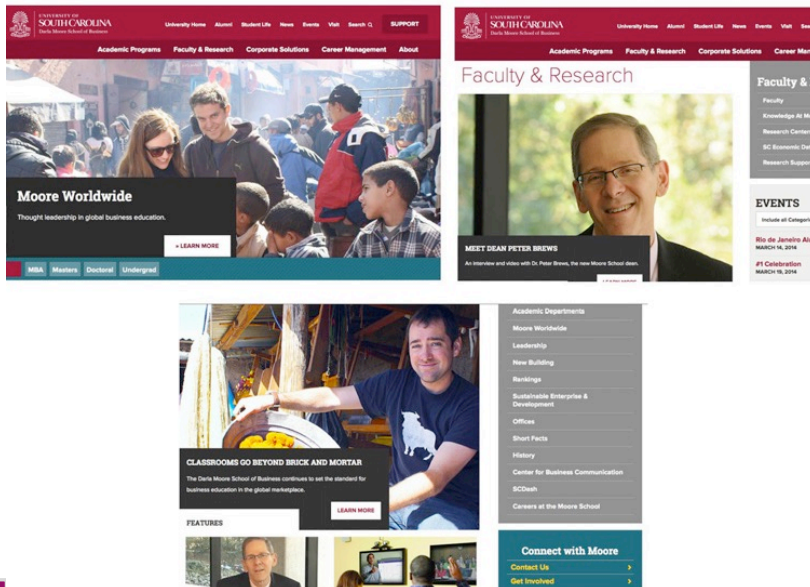 UNIVERSITY OF
SOUTH CAROLINA
Darla Moore School of Business
University Home Alumni Student Life News Events Visit Search SUPPORT
Academic Programs Faculty & Research Corporate Solutions Career Management About
Moore Worldwide
Thought leadership in global business education.
» LEARN MORE
MBA Masters Doctoral Undergrad
UNIVERSITY OF
SOUTH CAROLINA
Darla Moore School of Business
University Home Alumni Student Life News Events Visit
Academic Programs Faculty & Research Corporate Solutions Career
Faculty & Research
MEET DEAN PETER BREWS
An interview and video with Dr. Peter Brews, the new Moore School dean.
LEARN MORE
Faculty &
Faculty
Knowledge At
Research
SC Economic
Research
EVENTS
Include all
Rio de Janeiro
MARCH 14, 2014
#1 Celebration
MARCH 19, 2014
CLASSROOMS GO BEYOND BRICK AND MORTAR
The Darla Moore School of Business continues to set the standard for
business education in the global marketplace.
LEARN MORE
FEATURES
Academic Departments
Moore Worldwide
Leadership
New Building
Rankings
Sustainable Enterprise &
Development
Offices
Short Facts
History
Center for Business Communication
SCDash
Careers at the Moore School
Connect with Moore
Contact Us
Get Involved